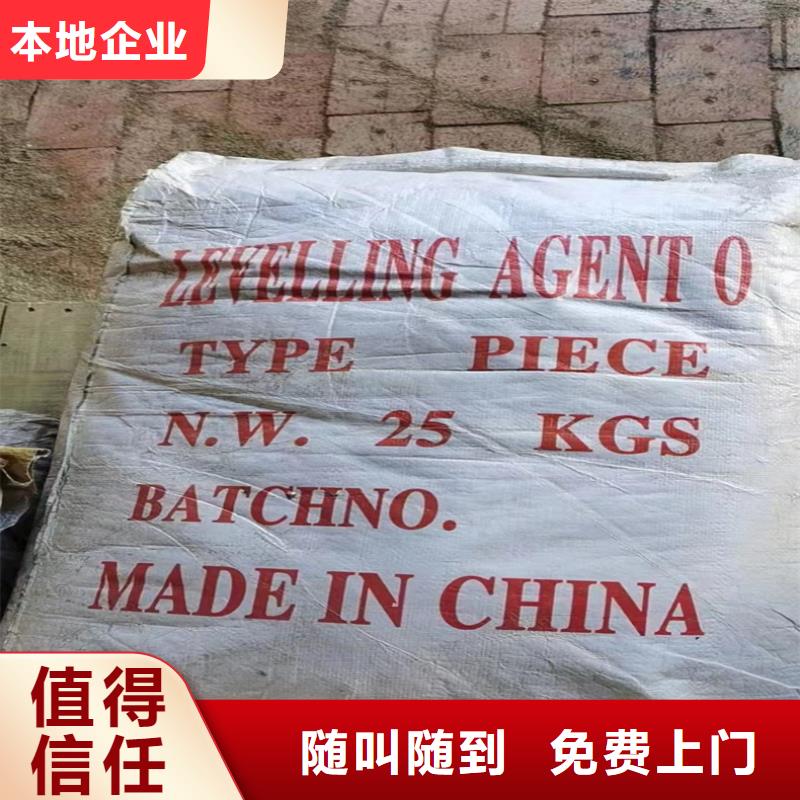 本地企业
LEVELLING AGENT O
TYPE PIECE
N.W. 25 KGS
BATCHNO.
MADE IN CHINA
值得
信任
随叫随到 免费上门